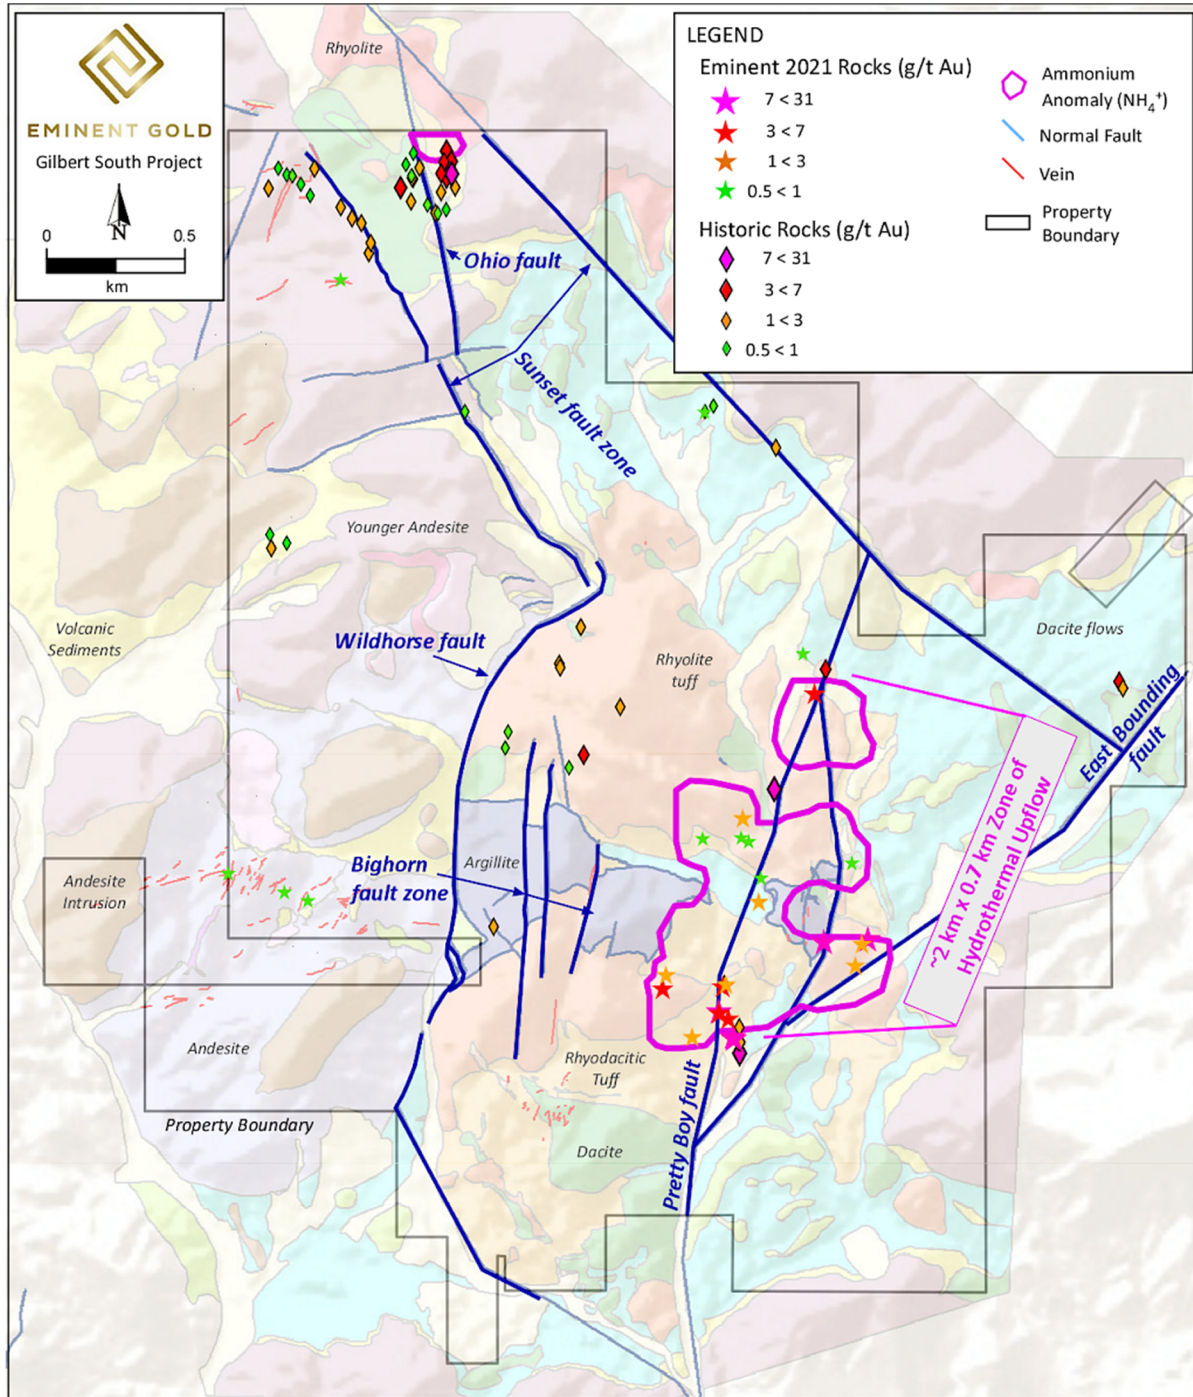 EMINENT GOLD
Gilbert South Project
N
0
0.5
km
LEGEND
Eminent 2021 Rocks (g/t Au)
7 < 31
3 < 7
1 < 3
0.5 < 1
Historic Rocks (g/t Au)
7 < 31
3 < 7
1 < 3
0.5 < 1
Ammonium
Anomaly (NH₄⁺)
Normal Fault
Vein
Property
Boundary
Rhyolite
Ohio fault
Sunset fault zone
Younger Andesite
Volcanic
Sediments
Wildhorse fault
Rhyolite
tuff
Dacite flows
East Bounding
fault
~2 km x 0.7 km Zone of
Hydrothermal Upflow
Bighorn
fault zone
Argillite
Andesite
Intrusion
Andesite
Rhyodacitic
Tuff
Property Boundary
Dacite
Pretty Boy fault